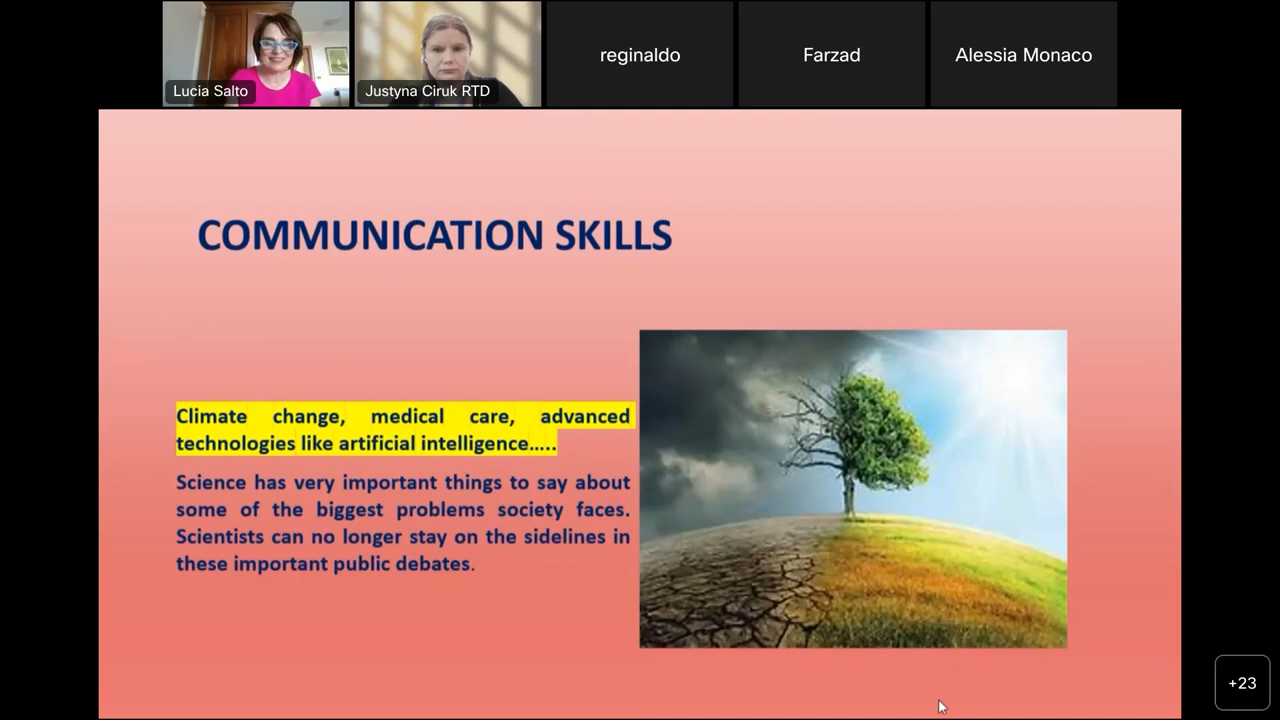 Lucia Salto
Justyna Ciruk RTD
reginaldo
Farzad
Alessia Monaco
COMMUNICATION SKILLS
Climate change, medical care, advanced
technologies like artificial intelligence.....
Science has very important things to say about
some of the biggest problems society faces.
Scientists can no longer stay on the sidelines in
these important public debates.
+23